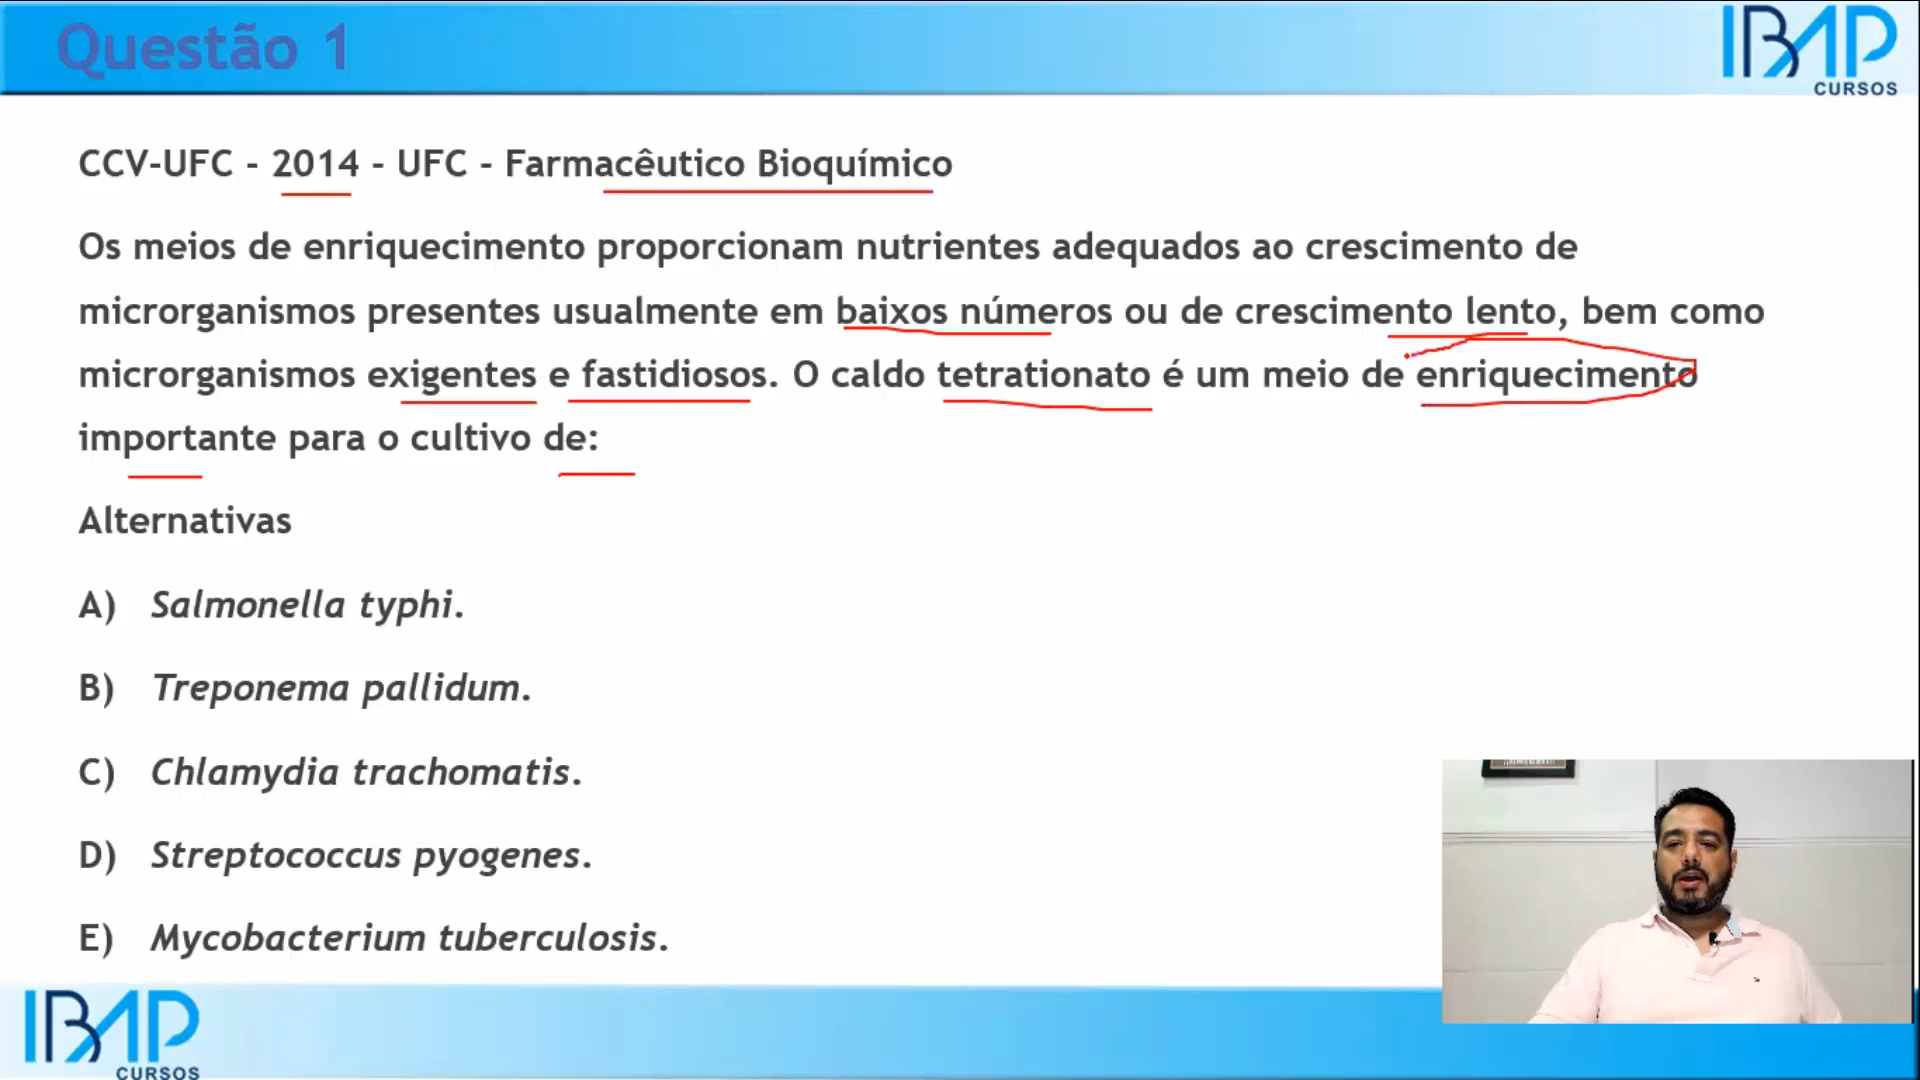 Questão 1
IBAP
CURSOS
CCV-UFC - 2014 - UFC - Farmacêutico Bioquímico
Os meios de enriquecimento proporcionam nutrientes adequados ao crescimento de
microrganismos presentes usualmente em baixos números ou de crescimento lento, bem como
microrganismos exigentes e fastidiosos. O caldo tetrationato é um meio de enriquecimento
importante para o cultivo de:
Alternativas
A) Salmonella typhi.
B) Treponema pallidum.
C) Chlamydia trachomatis.
D) Streptococcus pyogenes.
E) Mycobacterium tuberculosis.
IBAP
CURSOS